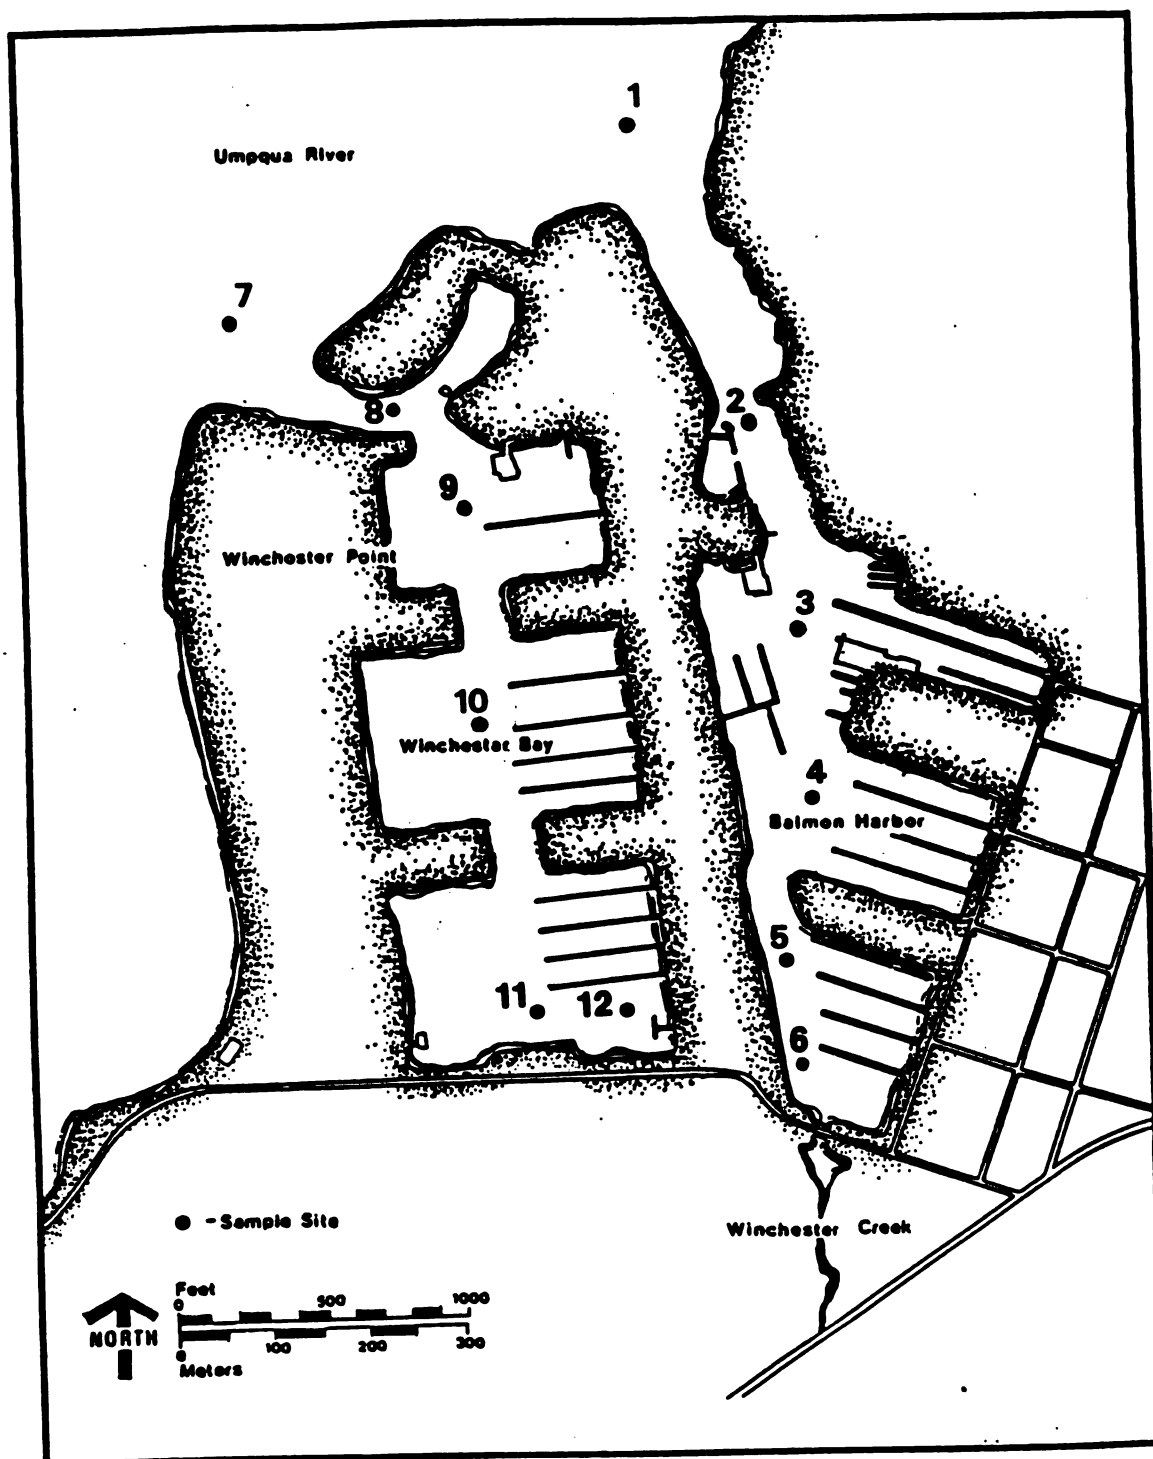 1
Umpqua River
7
2
8
9
Winchester Point
3
10
Winchester Bay
4
Salmon Harbor
5
11
12
6
- Sample Site
Winchester Creek
Feet
0 500 1000
NORTH
0 100 200 300
Meters